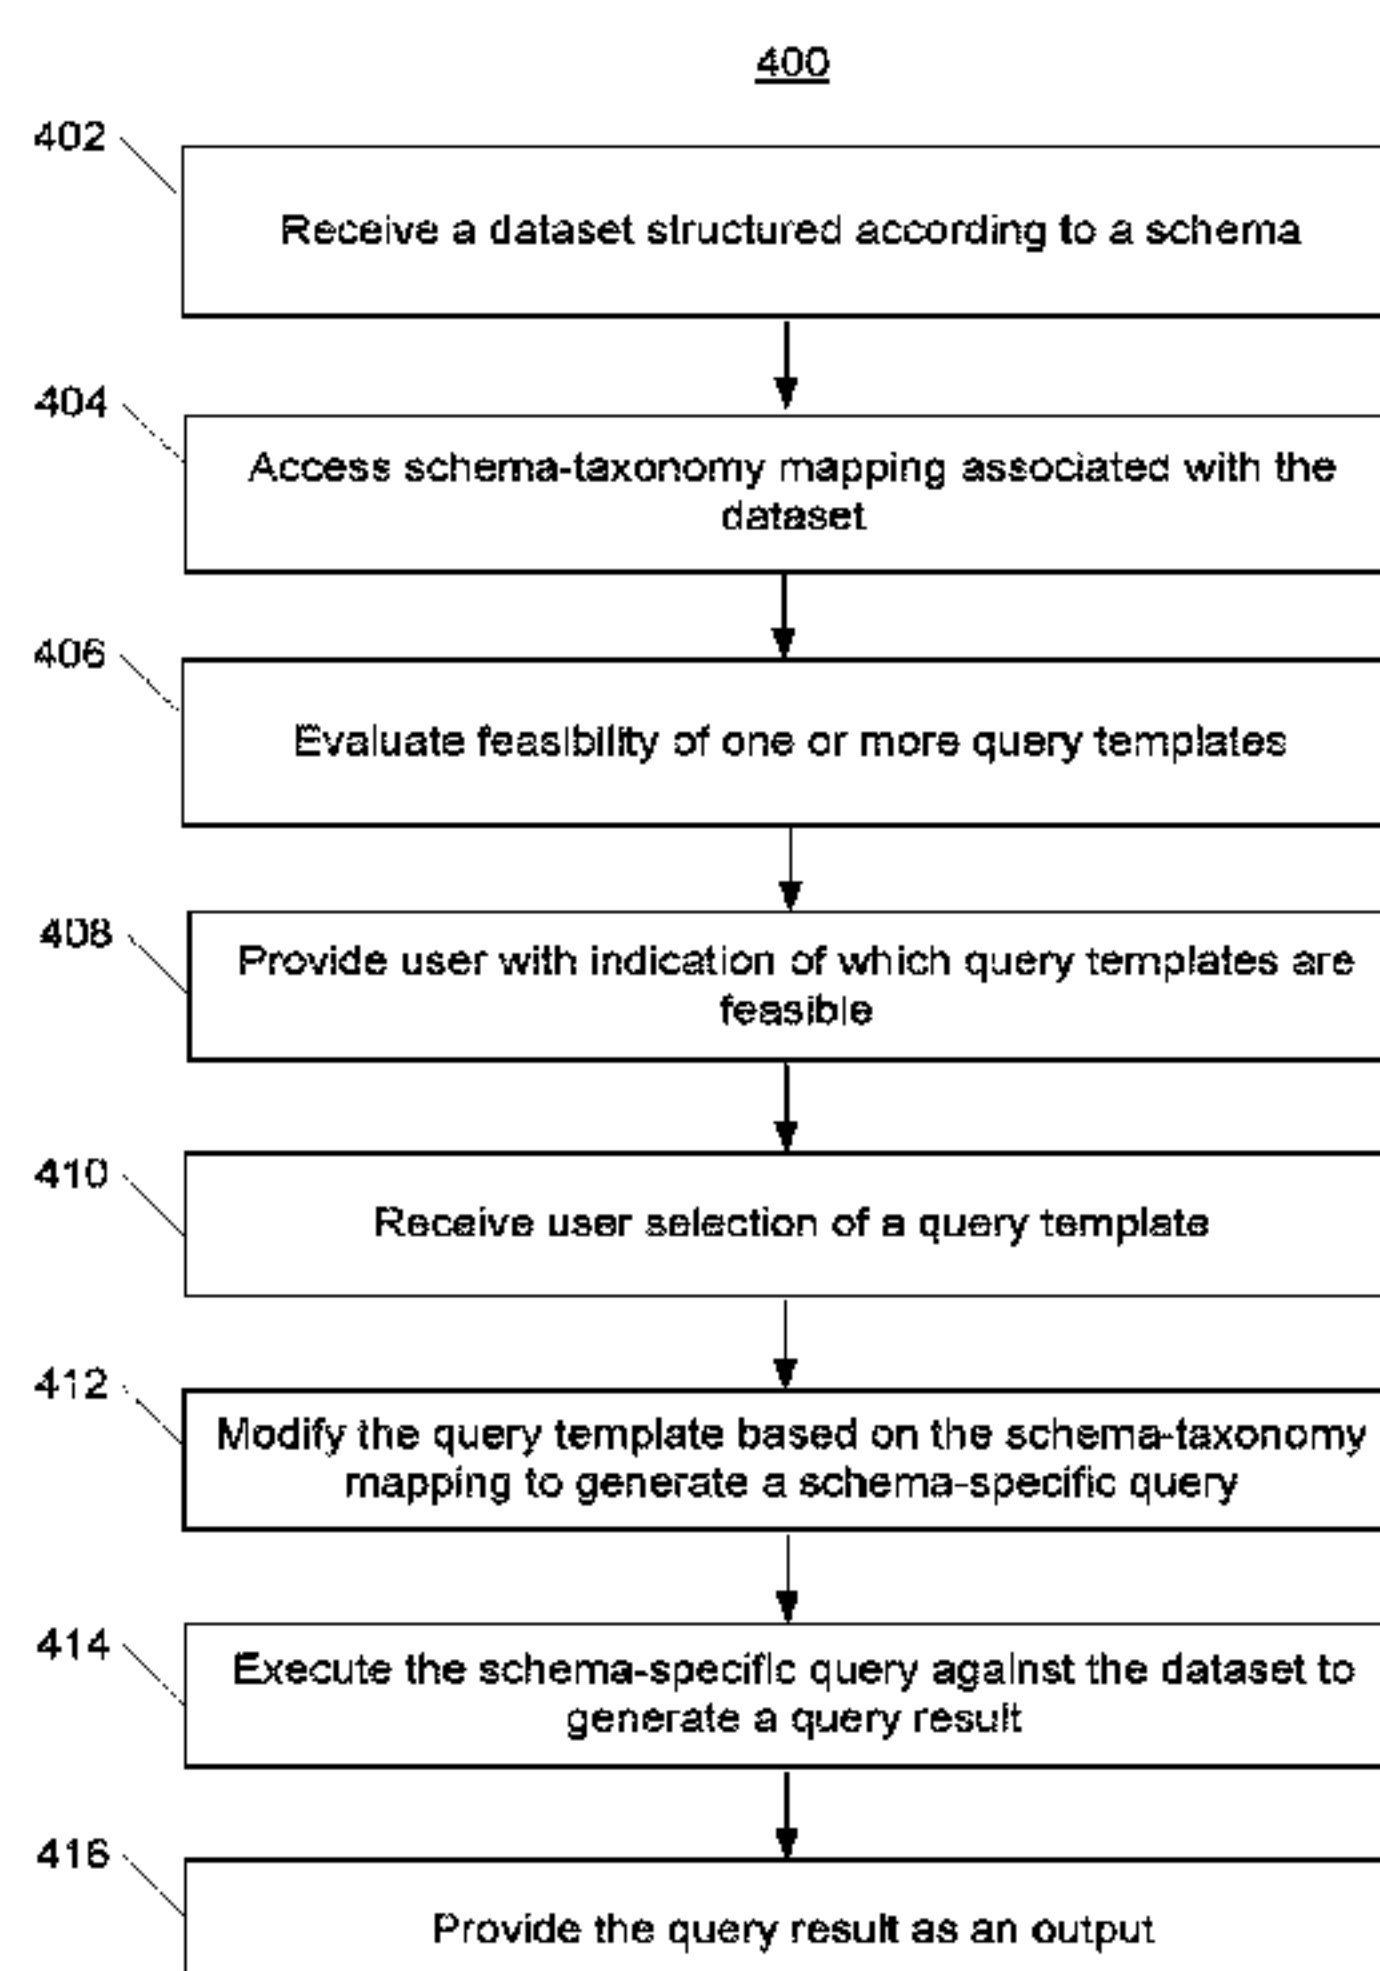 400
402
Receive a dataset structured according to a schema
404
Access schema-taxonomy mapping associated with the
dataset
406
Evaluate feasibility of one or more query templates
408
Provide user with indication of which query templates are
feasible
410
Receive user selection of a query template
412
Modify the query template based on the schema-taxonomy
mapping to generate a schema-specific query
414
Execute the schema-specific query against the dataset to
generate a query result
416
Provide the query result as an output